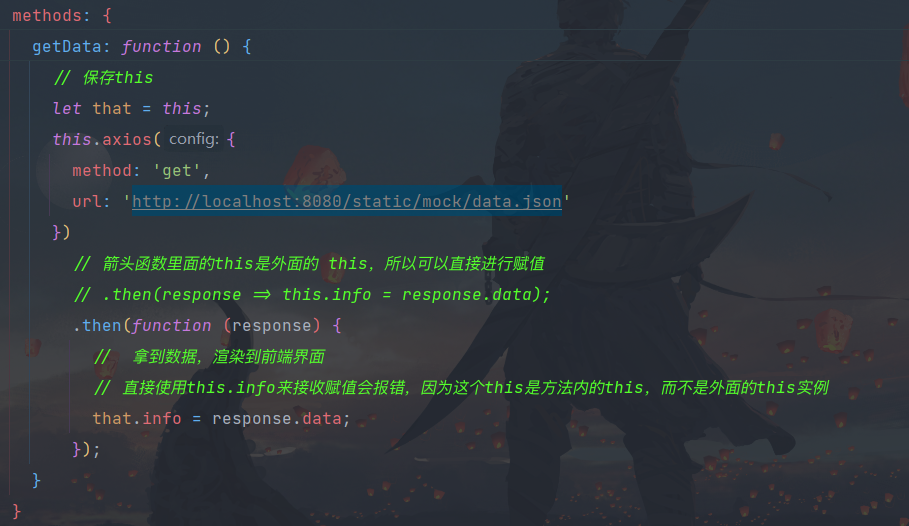 methods: {
getData: function () {
// 保存this
let that = this;
this.axios( config: {
method: 'get',
url: 'http://localhost:8080/static/mock/data.json'
})
// 箭头函数里面的this是外面的 this，所以可以直接进行赋值
// .then(response => this.info = response.data);
.then(function (response) {
//  拿到数据，渲染到前端界面
// 直接使用this.info来接收赋值会报错，因为这个this是方法内的this，而不是外面的this实例
that.info = response.data;
});
}
}